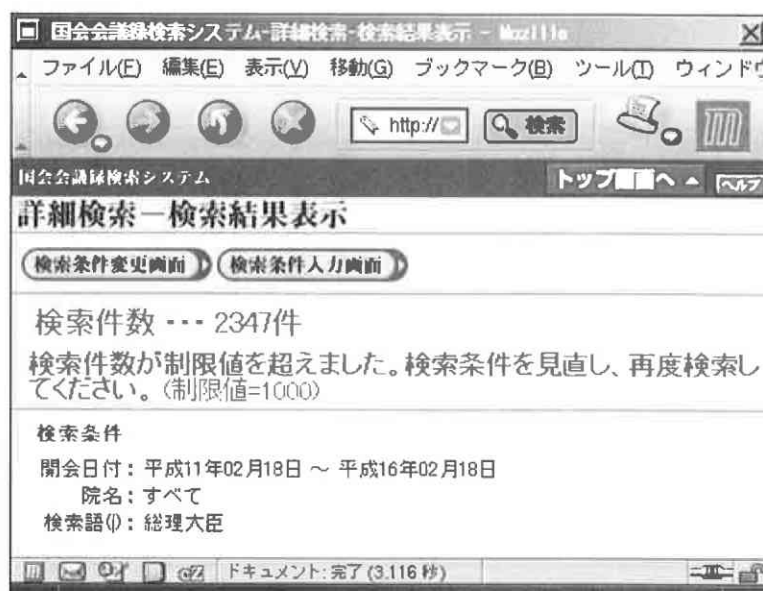 国会会議録検索システム-詳細検索-検索結果表示 - Mozilla
ファイル(F) 編集(E) 表示(V) 移動(G) ブックマーク(B) ツール(T) ウィンドウ
http:// 検索
国会会議録検索システム トップ画面へ ヘルプ
詳細検索－検索結果表示
検索条件変更画面 検索条件入力画面
検索件数 ･･･ 2347件
検索件数が制限値を超えました。検索条件を見直し、再度検索し
てください。(制限値=1000)
検索条件
開会日付：平成11年02月18日 ～ 平成16年02月18日
院名：すべて
検索語(I)：総理大臣
ドキュメント: 完了 (3.116 秒)